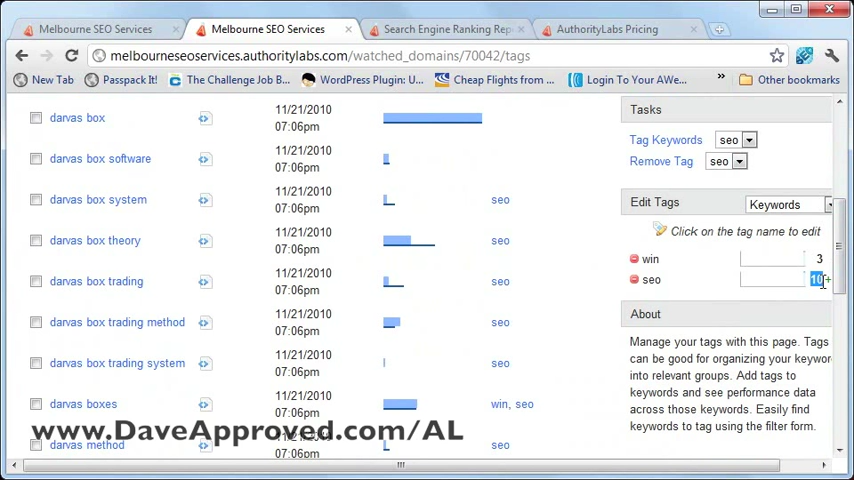 Melbourne SEO Services
Melbourne SEO Services
Search Engine Ranking Rep
AuthorityLabs Pricing
melbourneseoservices.authoritylabs.com/watched_domains/70042/tags
New Tab
Passpack It!
The Challenge Job B...
WordPress Plugin: U...
Cheap Flights from ...
Login To Your AWe...
»
Other bookmarks
darvas box
11/21/2010
07:06pm
darvas box software
11/21/2010
07:06pm
darvas box system
11/21/2010
07:06pm
seo
darvas box theory
11/21/2010
07:06pm
seo
darvas box trading
11/21/2010
07:06pm
seo
darvas box trading method
11/21/2010
07:06pm
seo
darvas box trading system
11/21/2010
07:06pm
seo
darvas boxes
11/21/2010
07:06pm
win, seo
darvas method
11/21/2010
07:06pm
seo
www.DaveApproved.com/AL
Tasks
Tag Keywords seo
Remove Tag seo
Edit Tags Keywords
Click on the tag name to edit
win 3
seo 10+
About
Manage your tags with this page. Tags
can be good for organizing your keywor
into relevant groups. Add tags to
keywords and see performance data
across those keywords. Easily find
keywords to tag using the filter form.